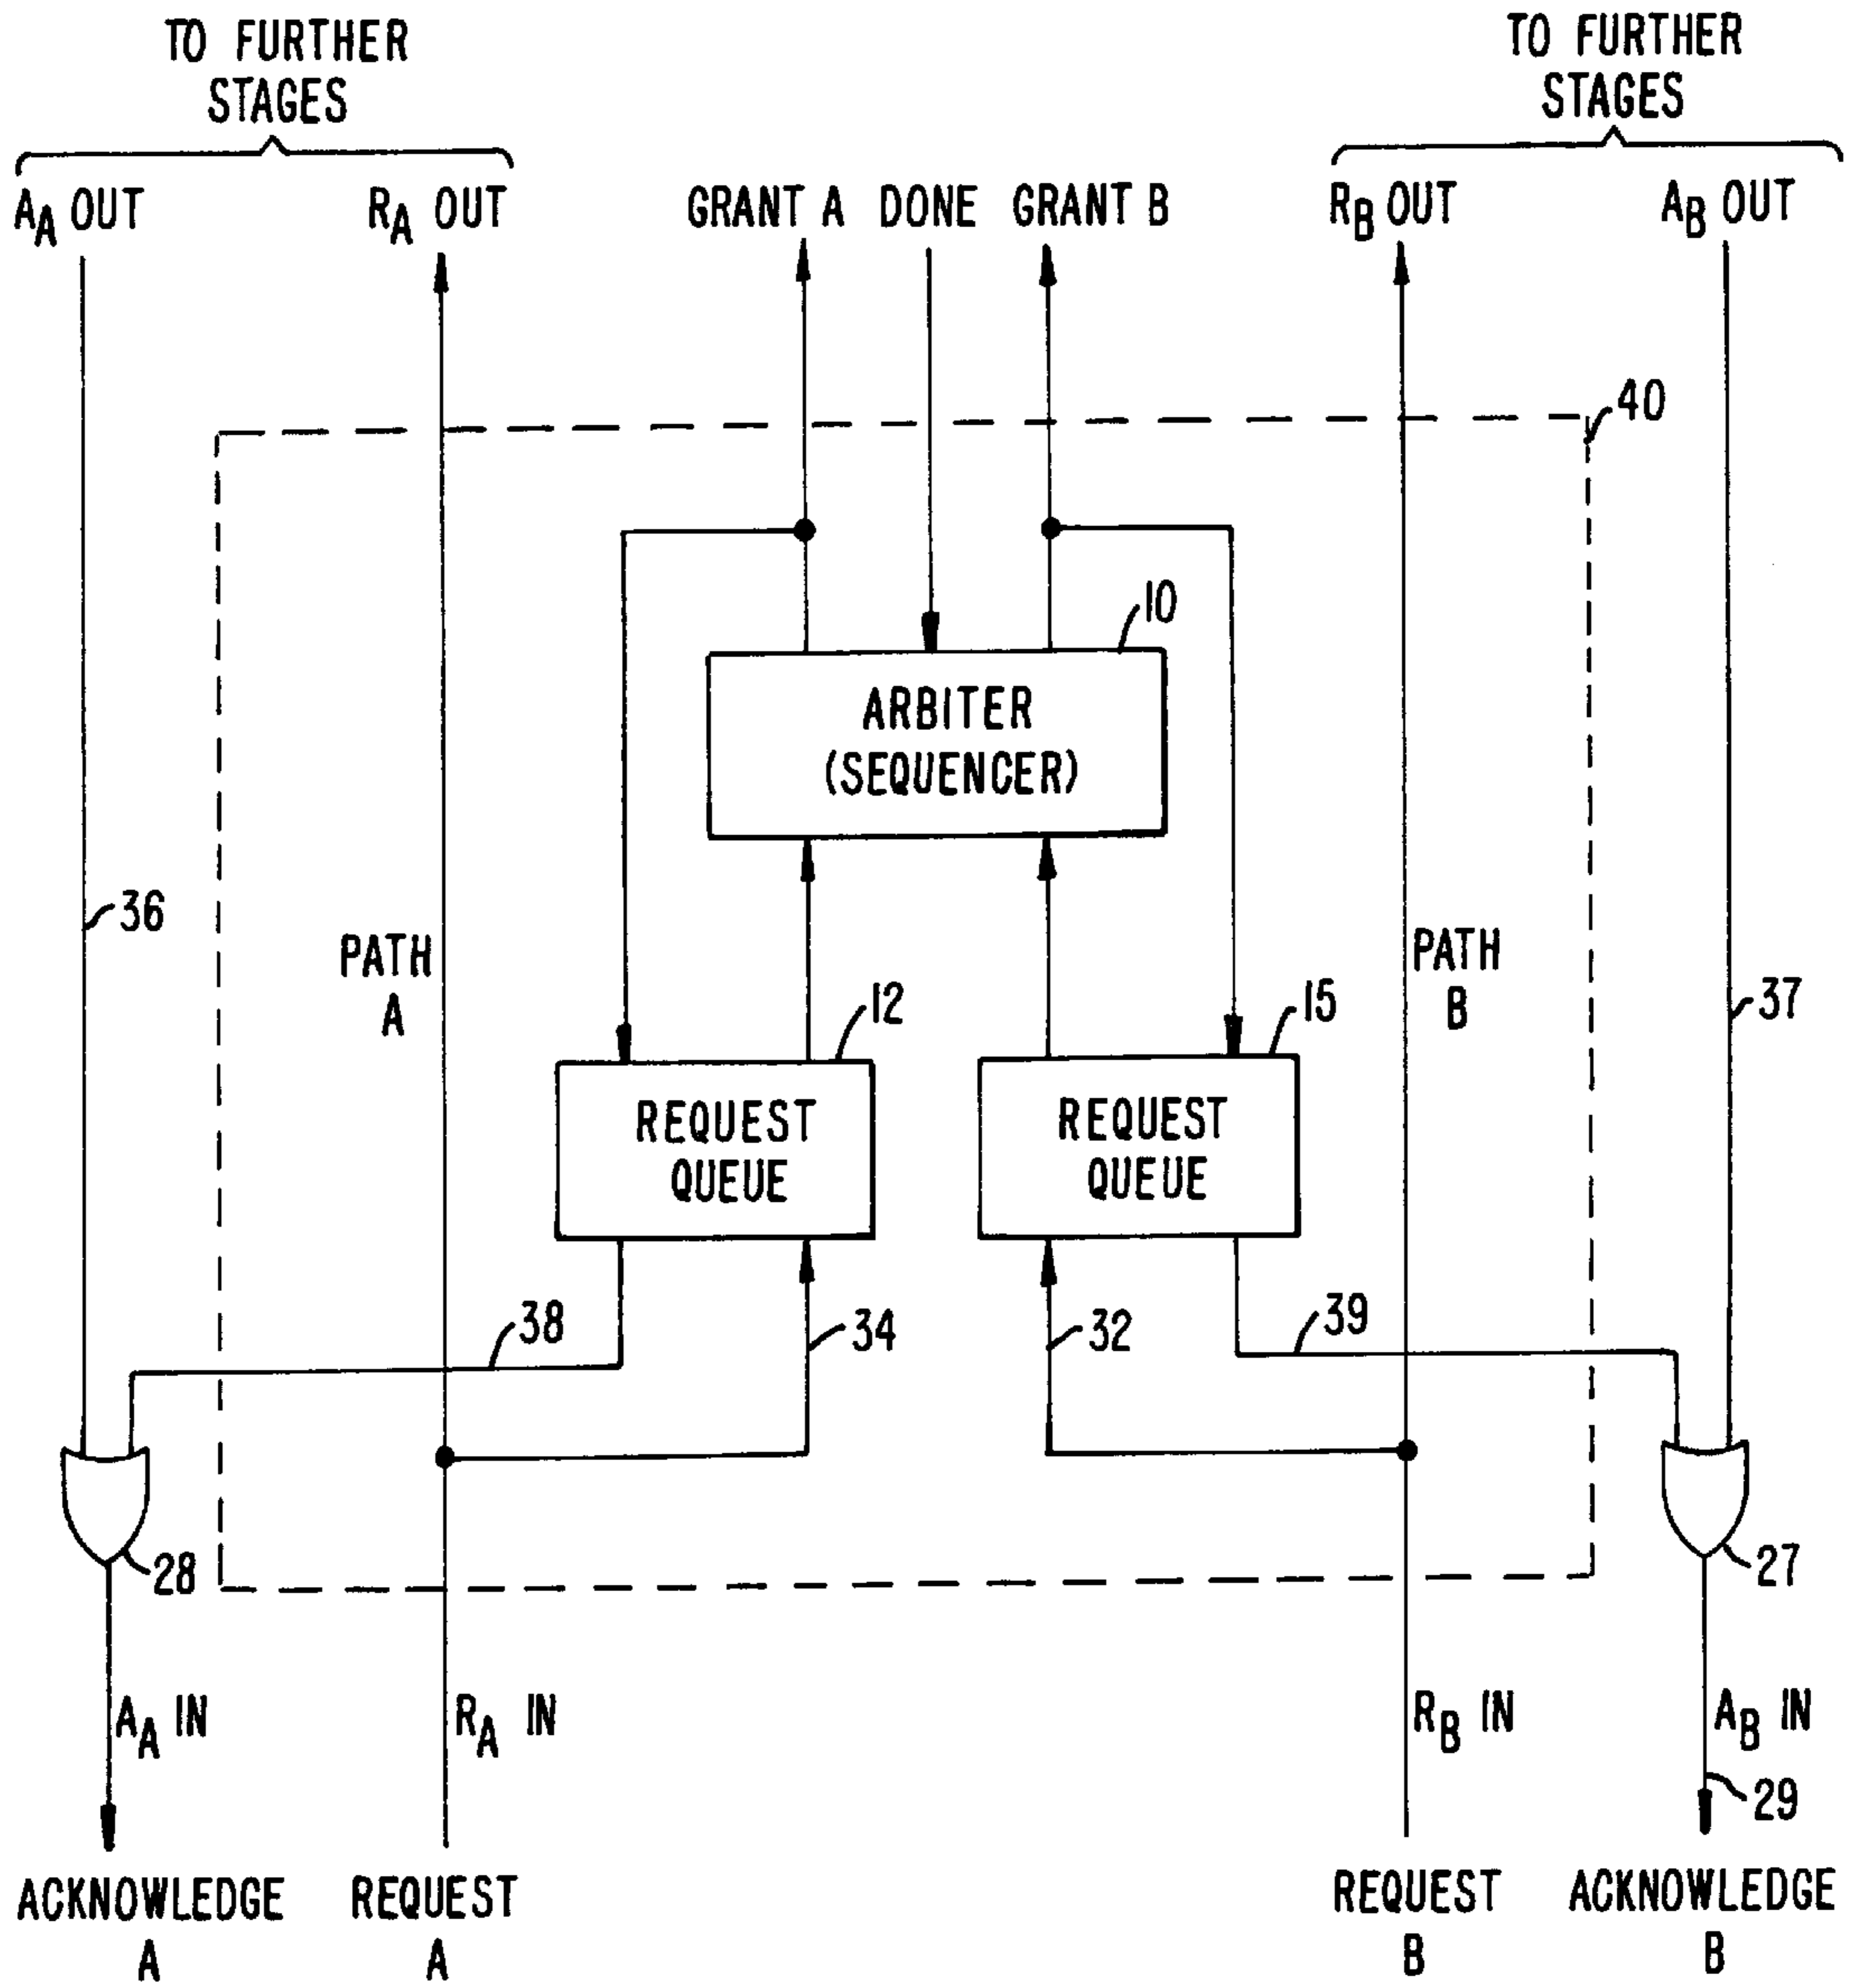 TO FURTHER
STAGES
TO FURTHER
STAGES
AA OUT
RA OUT
GRANT A
DONE
GRANT B
RB OUT
AB OUT
40
10
ARBITER
(SEQUENCER)
36
PATH
A
PATH
B
37
12
15
REQUEST
QUEUE
REQUEST
QUEUE
38
34
32
39
28
27
AA IN
RA IN
RB IN
AB IN
29
ACKNOWLEDGE
A
REQUEST
A
REQUEST
B
ACKNOWLEDGE
B